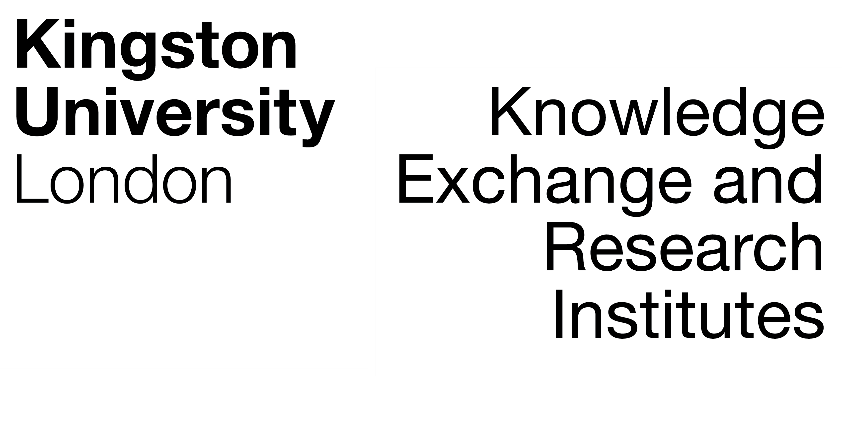 Kingston
University
London
Knowledge
Exchange and
Research
Institutes